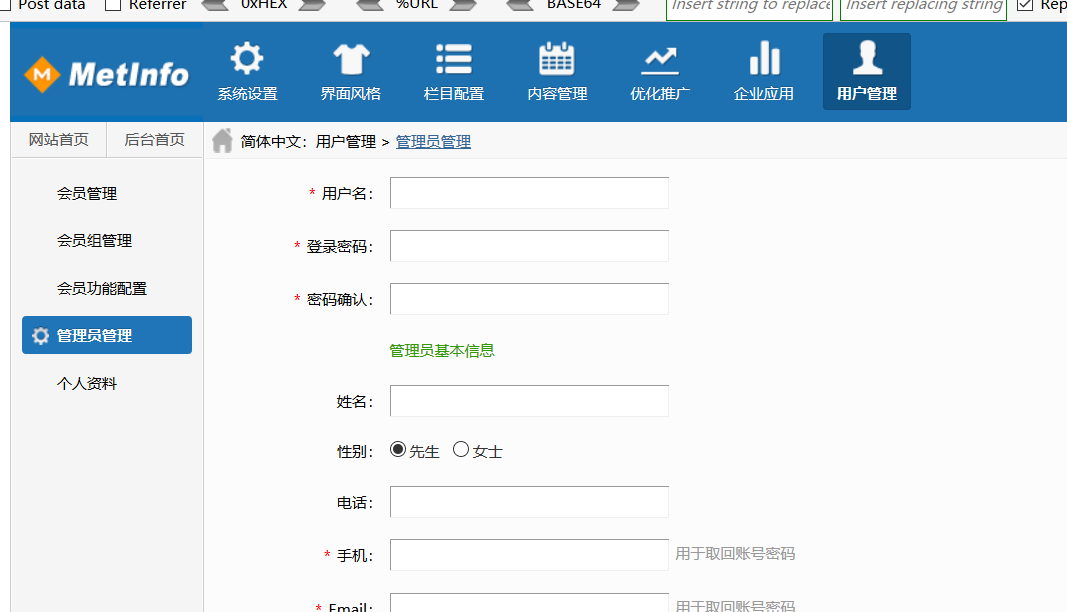 Post data Referrer 0xHEX %URL BASE64 Insert string to replace Insert replacing string Rep
M MetInfo 系统设置 界面风格 栏目配置 内容管理 优化推广 企业应用 用户管理
网站首页 后台首页 简体中文：用户管理 > 管理员管理
会员管理
会员组管理
会员功能配置
管理员管理
个人资料
* 用户名：
* 登录密码：
* 密码确认：
管理员基本信息
姓名：
性别： 先生 女士
电话：
* 手机： 用于取回账号密码
* Email： 用于取回账号密码